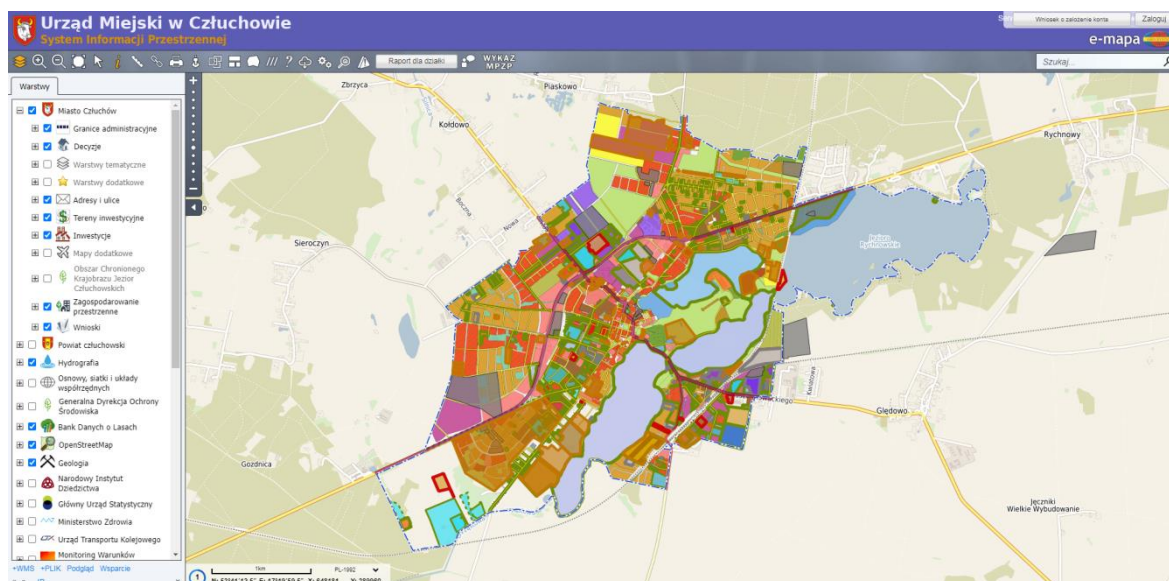 Urząd Miejski w Człuchowie
System Informacji Przestrzennej
Wniosek o założenie konta
Zaloguj
e-mapa
Raport dla działki
WYKAZ
MPZP
Szukaj...
Warstwy
Miasto Człuchów
Granice administracyjne
Decyzje
Warstwy tematyczne
Warstwy dodatkowe
Adresy i ulice
Tereny inwestycyjne
Inwestycje
Mapy dodatkowe
Obszar Chronionego
Krajobrazu Jezior
Człuchowskich
Zagospodarowanie
przestrzenne
Wnioski
Powiat człuchowski
Hydrografia
Osnowy, siatki i układy
współrzędnych
Generalna Dyrekcja Ochrony
Środowiska
Bank Danych o Lasach
OpenStreetMap
Geologia
Narodowy Instytut
Dziedzictwa
Główny Urząd Statystyczny
Ministerstwo Zdrowia
Urząd Transportu Kolejowego
Monitoring Warunków
+WMS +PLIK Podgląd Wsparcie
Zbrzyca
Piaskowo
Kołdowo
Rychnowy
Boczna
Nowa
Sieroczyn
Jezioro
Rychnowskie
Kwiatowa
Gledowo
Gozdnica
Jęczniki
Wielkie Wybudowanie
1km
PL-1992